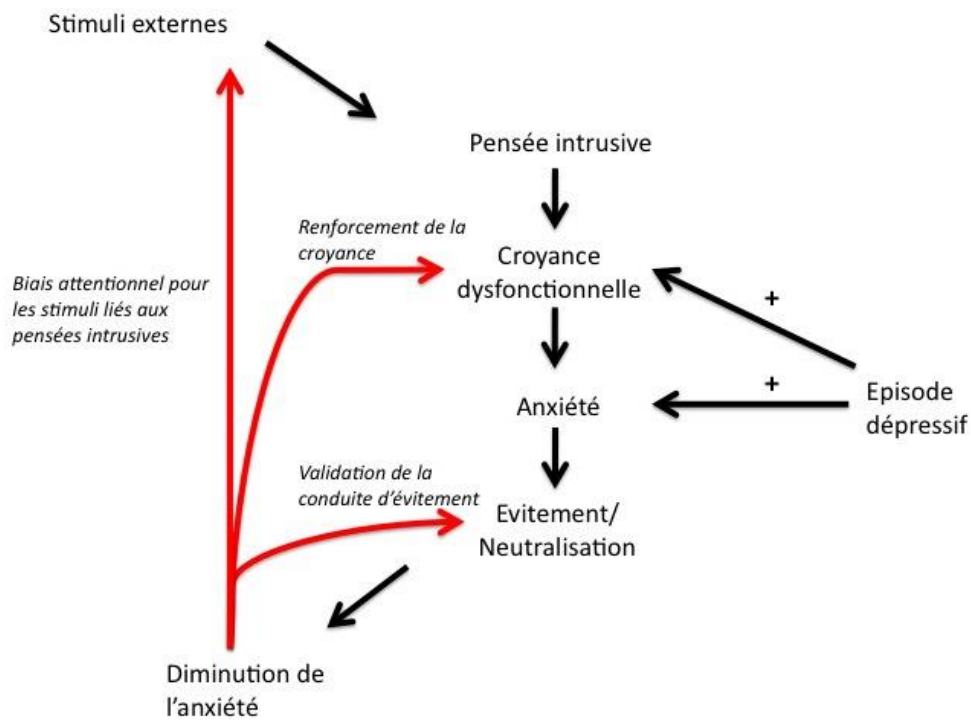 Stimuli externes
Pensée intrusive
Renforcement de la
croyance
Croyance
dysfonctionnelle
Biais attentionnel pour
les stimuli liés aux
pensées intrusives
+
+
Anxiété
Episode
dépressif
Validation de la
conduite d’évitement
Evitement/
Neutralisation
Diminution de
l’anxiété